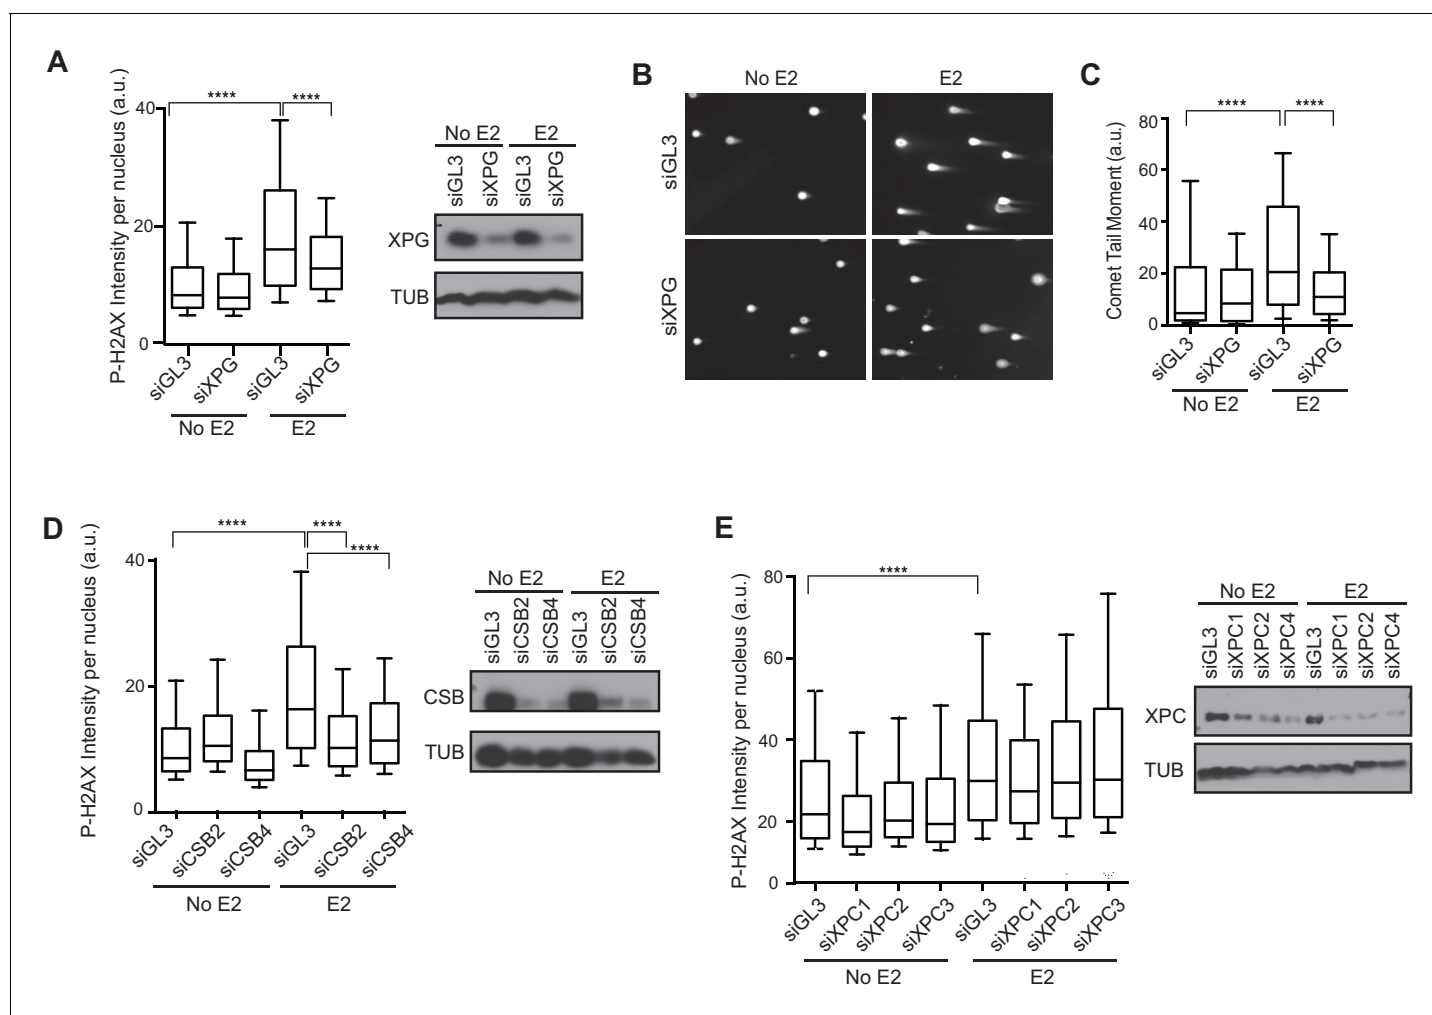 A
P-H2AX Intensity per nucleus (a.u.)
40
20
0
****
****
siGL3
siXPG
siGL3
siXPG
No E2
E2
No E2
E2
siGL3
siXPG
siGL3
siXPG
XPG
TUB
B
No E2
E2
siGL3
siXPG
C
Comet Tail Moment (a.u.)
80
60
40
20
0
****
****
siGL3
siXPG
siGL3
siXPG
No E2
E2
D
P-H2AX Intensity per nucleus (a.u.)
40
20
0
****
****
****
siGL3
siCSB2
siCSB4
siGL3
siCSB2
siCSB4
No E2
E2
No E2
E2
siGL3
siCSB2
siCSB4
siGL3
siCSB2
siCSB4
CSB
TUB
E
P-H2AX Intensity per nucleus (a.u.)
80
60
40
20
0
****
siGL3
siXPC1
siXPC2
siXPC3
siGL3
siXPC1
siXPC2
siXPC3
No E2
E2
No E2
E2
siGL3
siXPC1
siXPC2
siXPC4
siGL3
siXPC1
siXPC2
siXPC4
XPC
TUB